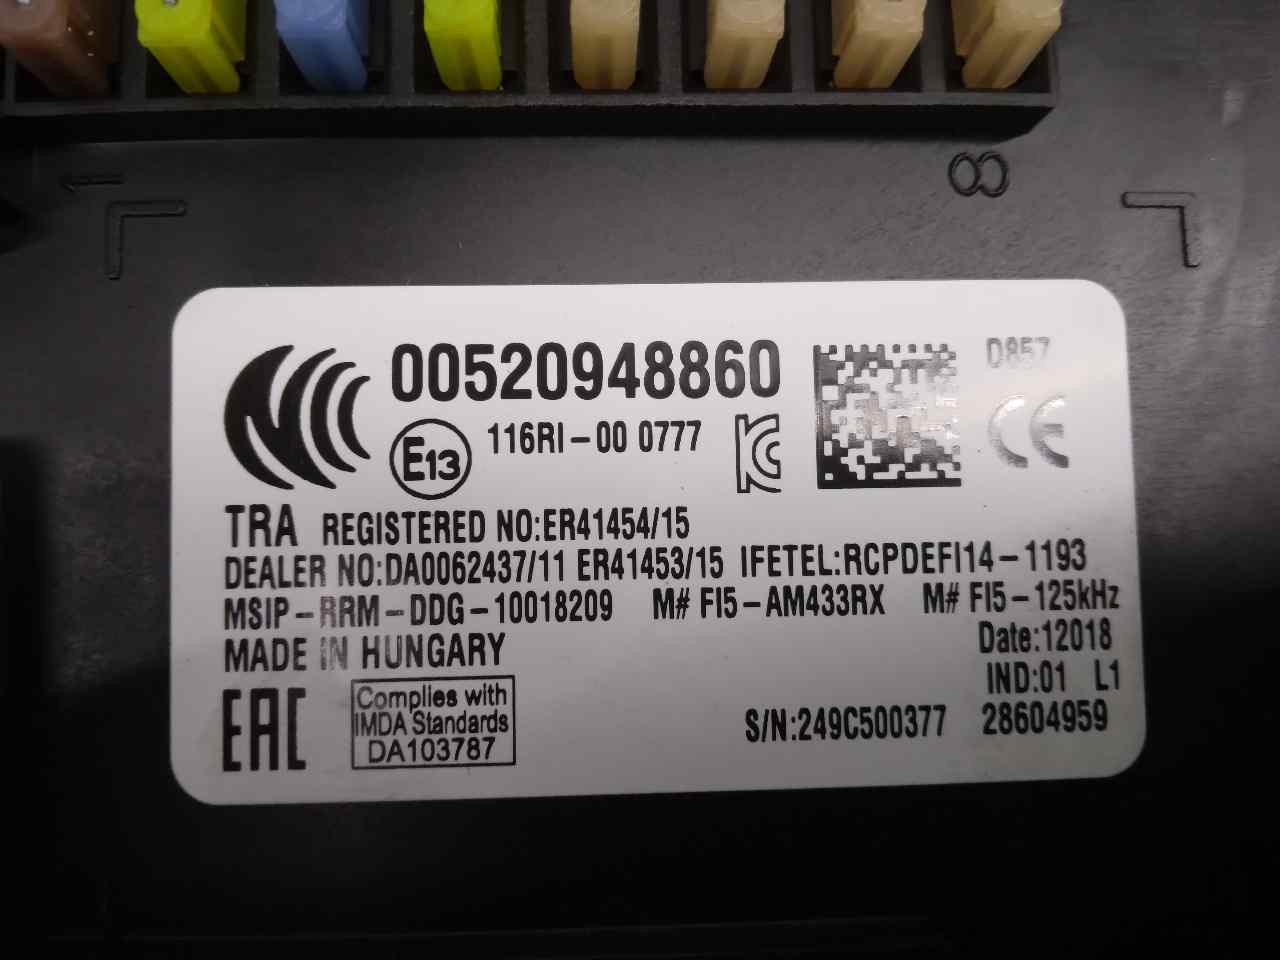 8
00520948860
D857
E13
116RI-00 0777
CE
TRA REGISTERED NO:ER41454/15
DEALER NO:DA0062437/11 ER41453/15 IFETEL:RCPDEFI14-1193
MSIP-RRM-DDG-10018209 M# FI5-AM433RX M# FI5-125kHz
MADE IN HUNGARY
Date:12018
IND:01 L1
EAC
Complies with
IMDA Standards
DA103787
S/N:249C500377 28604959